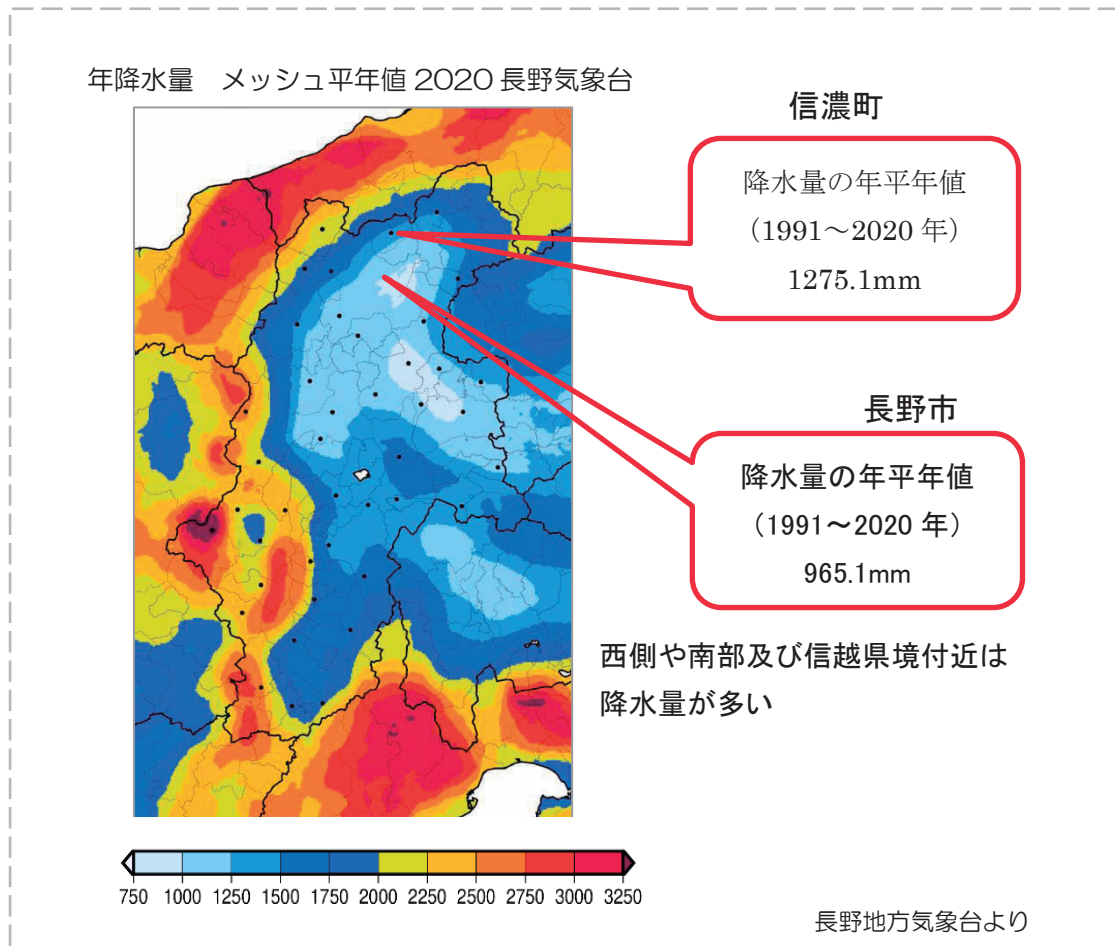 年降水量　メッシュ平年値 2020 長野気象台
信濃町
降水量の年平年値
（1991～2020 年）
1275.1mm
長野市
降水量の年平年値
（1991～2020 年）
965.1mm
西側や南部及び信越県境付近は
降水量が多い
750 1000 1250 1500 1750 2000 2250 2500 2750 3000 3250
長野地方気象台より